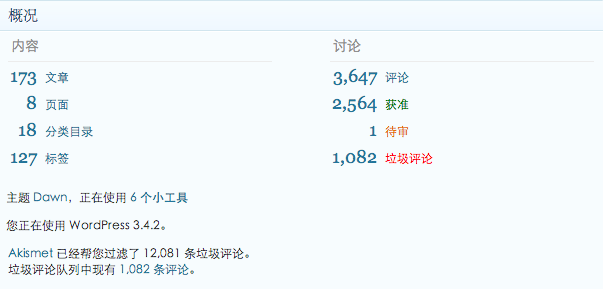 概况
内容 讨论
173 文章 3,647 评论
8 页面 2,564 获准
18 分类目录 1 待审
127 标签 1,082 垃圾评论
主题 Dawn，正在使用 6 个小工具
您正在使用 WordPress 3.4.2。
Akismet 已经帮您过滤了 12,081 条垃圾评论。
垃圾评论队列中现有 1,082 条评论。